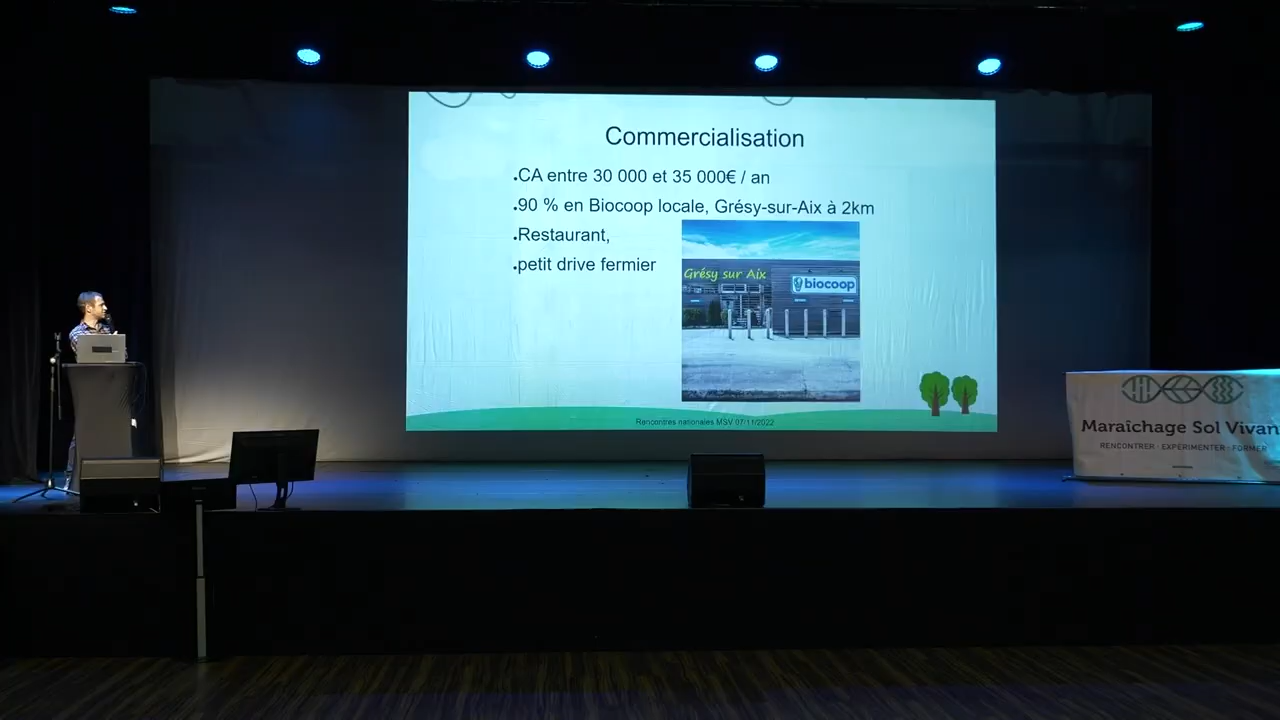 Commercialisation
.CA entre 30 000 et 35 000€ / an
.90 % en Biocoop locale, Grésy-sur-Aix à 2km
.Restaurant,
.petit drive fermier
Grésy sur Aix
biocoop
Rencontres nationales MSV 07/11/2022
Maraîchage Sol Vivan
RENCONTRER · EXPÉRIMENTER · FORMER